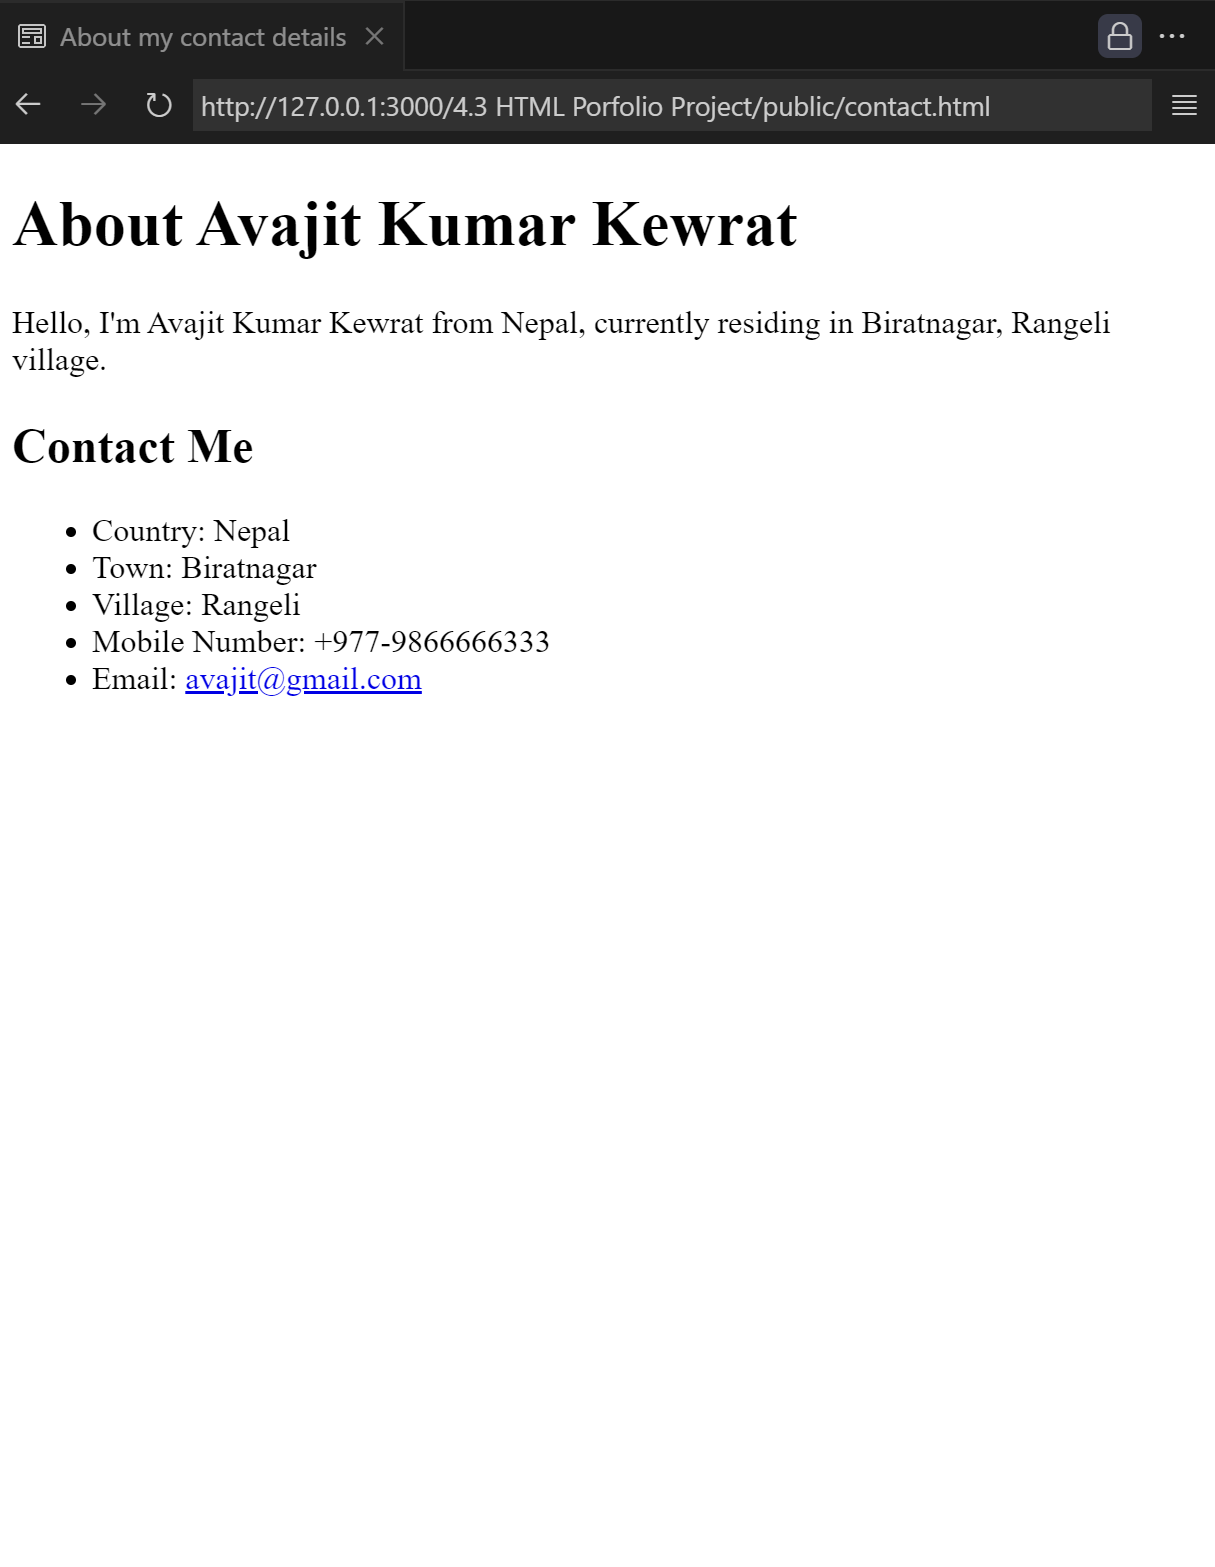 About my contact details
http://127.0.0.1:3000/4.3 HTML Porfolio Project/public/contact.html
About Avajit Kumar Kewrat
Hello, I'm Avajit Kumar Kewrat from Nepal, currently residing in Biratnagar, Rangeli
village.
Contact Me
Country: Nepal
Town: Biratnagar
Village: Rangeli
Mobile Number: +977-9866666333
Email: avajit@gmail.com